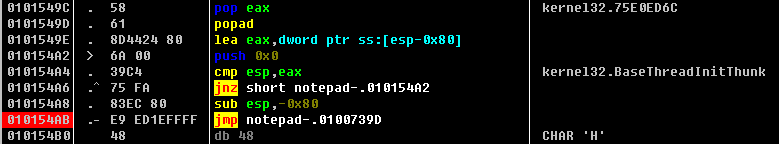 0101549C . 58 pop eax kernel32.75E0ED6C
0101549D . 61 popad
0101549E . 8D4424 80 lea eax,dword ptr ss:[esp-0x80]
010154A2 > 6A 00 push 0x0
010154A4 . 39C4 cmp esp,eax kernel32.BaseThreadInitThunk
010154A6 .^ 75 FA jnz short notepad-.010154A2
010154A8 . 83EC 80 sub esp,-0x80
010154AB .- E9 ED1EFFFF jmp notepad-.0100739D
010154B0 48 db 48 CHAR 'H'